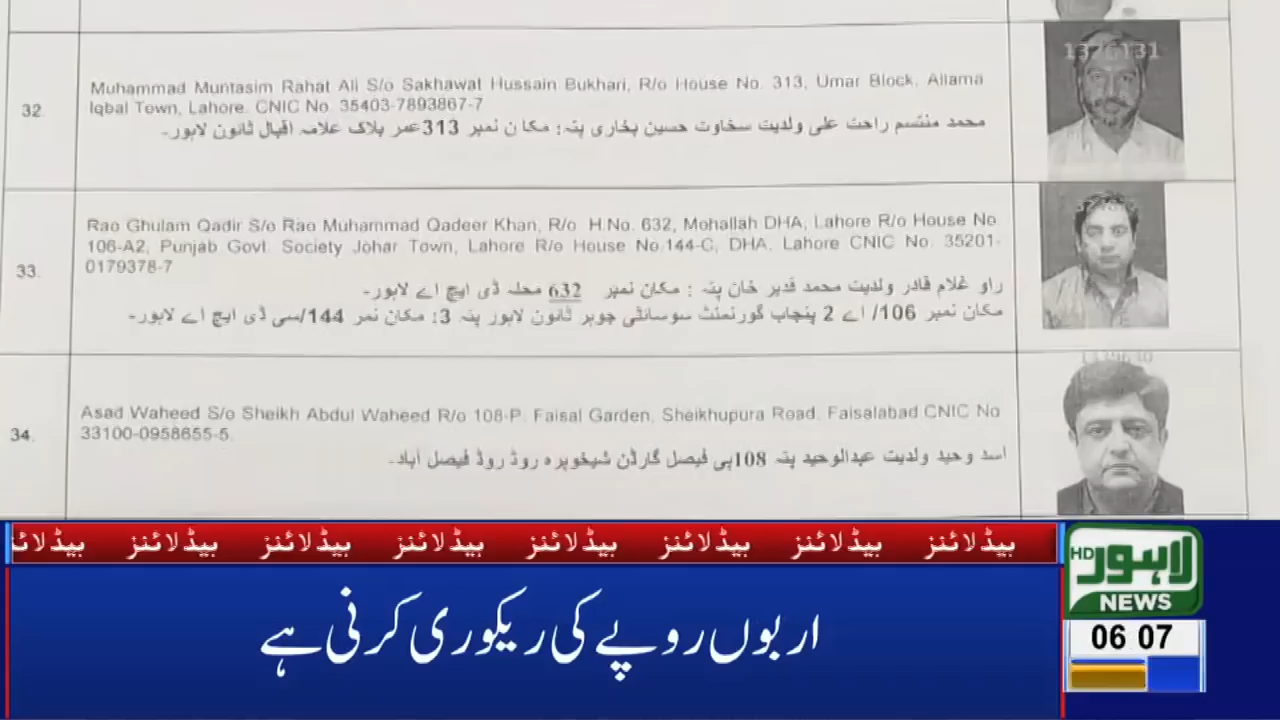 1376131
32.
Muhammad Muntasim Rahat Ali S/o Sakhawat Hussain Bukhari, R/o House No. 313, Umar Block, Allama
Iqbal Town, Lahore. CNIC No. 35403-7893867-7
محمد منتسم راحت علی ولدیت سخاوت حسین بخاری پتہ: مکان نمبر 313عمر بلاک علامہ اقبال ٹاٶن لاہور۔
33.
Rao Ghulam Qadir S/o Rao Muhammad Qadeer Khan, R/o H.No. 632, Mohallah DHA, Lahore R/o House No
106-A2, Punjab Govt. Society Johar Town, Lahore R/o House No.144-C, DHA, Lahore CNIC No. 35201-
0179378-7
راو غلام قادر ولدیت محمد قدیر خان پتہ : مکان نمبر 632 محلہ ڈی ایچ اے لاہور۔
مکان نمبر 106/ اے 2 پنجاب گورنمنٹ سوسائٹی جوہر ٹاٶن لاہور پتہ 3: مکان نمر 144/سی ڈی ایچ اے لاہور۔
34.
Asad Waheed S/o Sheikh Abdul Waheed R/o 108-P, Faisal Garden, Sheikhupura Road, Faisalabad CNIC No
33100-0958655-5
اسد وحید ولدیت عبدالوحید پتہ 108پی فیصل گارڈن شیخوپرہ روڈ روڈ فیصل آباد۔
ہیڈلائنز ہیڈلائنز ہیڈلائنز ہیڈلائنز ہیڈلائنز ہیڈلائنز ہیڈلائنز ہیڈلائنز
اربوں روپے کی ریکوری کرنی ہے
HD لاہور
NEWS
06 07